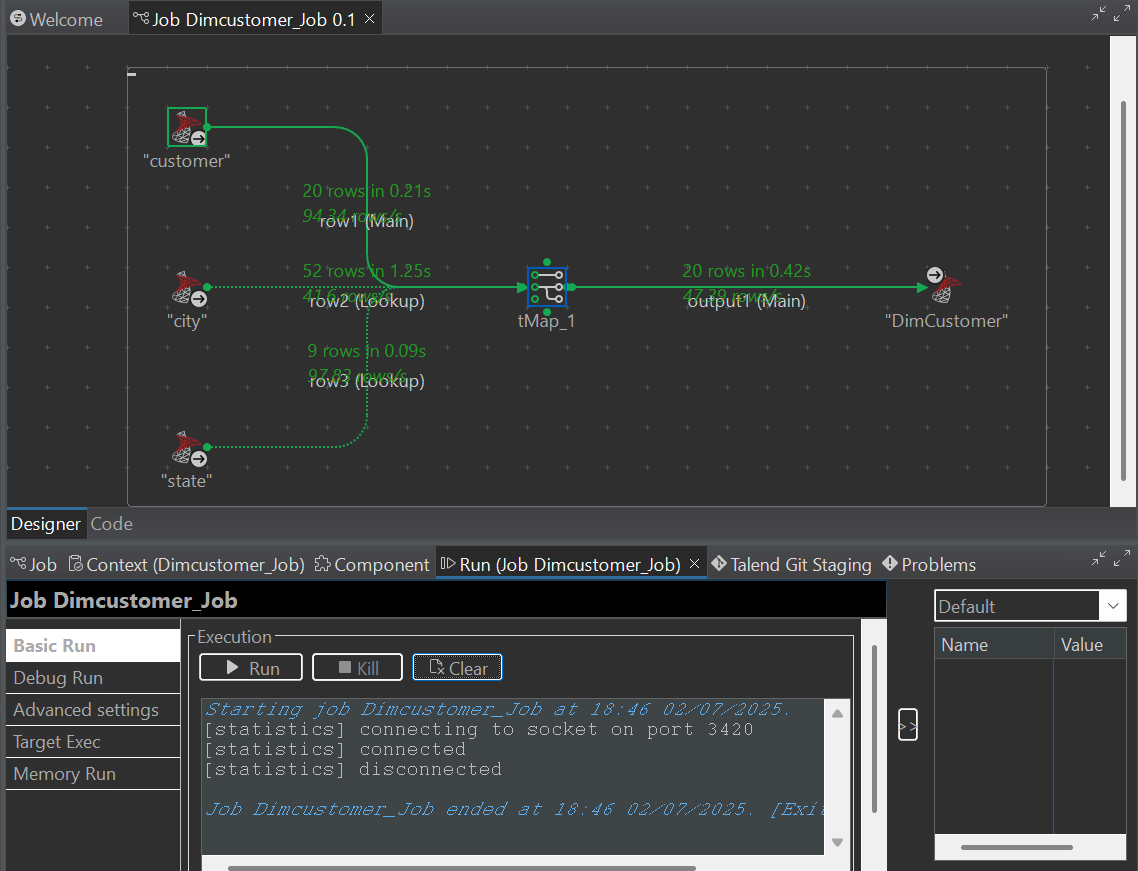 Welcome
Job Dimcustomer_Job 0.1
"customer"
20 rows in 0.21s
94.34 rows/s
row1 (Main)
52 rows in 1.25s
41.6 rows/s
row2 (Lookup)
"city"
tMap_1
20 rows in 0.42s
47.39 rows/s
output1 (Main)
"DimCustomer"
9 rows in 0.09s
97.83 rows/s
row3 (Lookup)
"state"
Designer Code
Job Context (Dimcustomer_Job) Component Run (Job Dimcustomer_Job) Talend Git Staging Problems
Job Dimcustomer_Job
Default
Name Value
Basic Run
Debug Run
Advanced settings
Target Exec
Memory Run
Execution
Run Kill Clear
Starting job Dimcustomer_Job at 18:46 02/07/2025.
[statistics] connecting to socket on port 3420
[statistics] connected
[statistics] disconnected
Job Dimcustomer_Job ended at 18:46 02/07/2025. [Exi